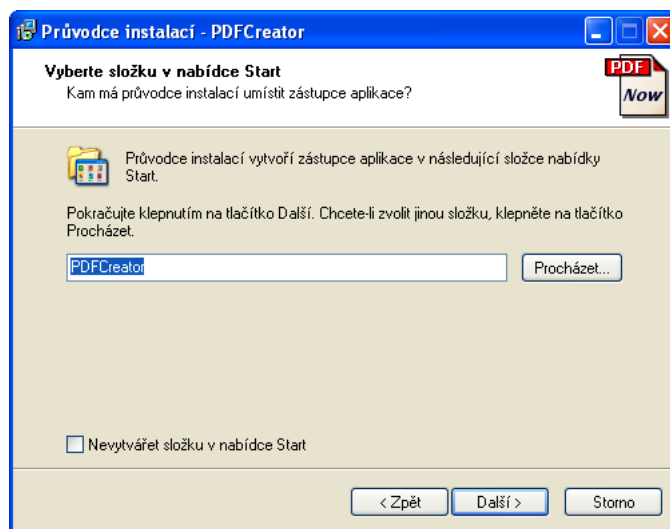 Průvodce instalací - PDFCreator
Vyberte složku v nabídce Start
Kam má průvodce instalací umístit zástupce aplikace?
PDF
Now
Průvodce instalací vytvoří zástupce aplikace v následující složce nabídky
Start.
Pokračujte klepnutím na tlačítko Další. Chcete-li zvolit jinou složku, klepněte na tlačítko
Procházet.
PDFCreator
Procházet...
Nevytvářet složku v nabídce Start
< Zpět
Další >
Storno